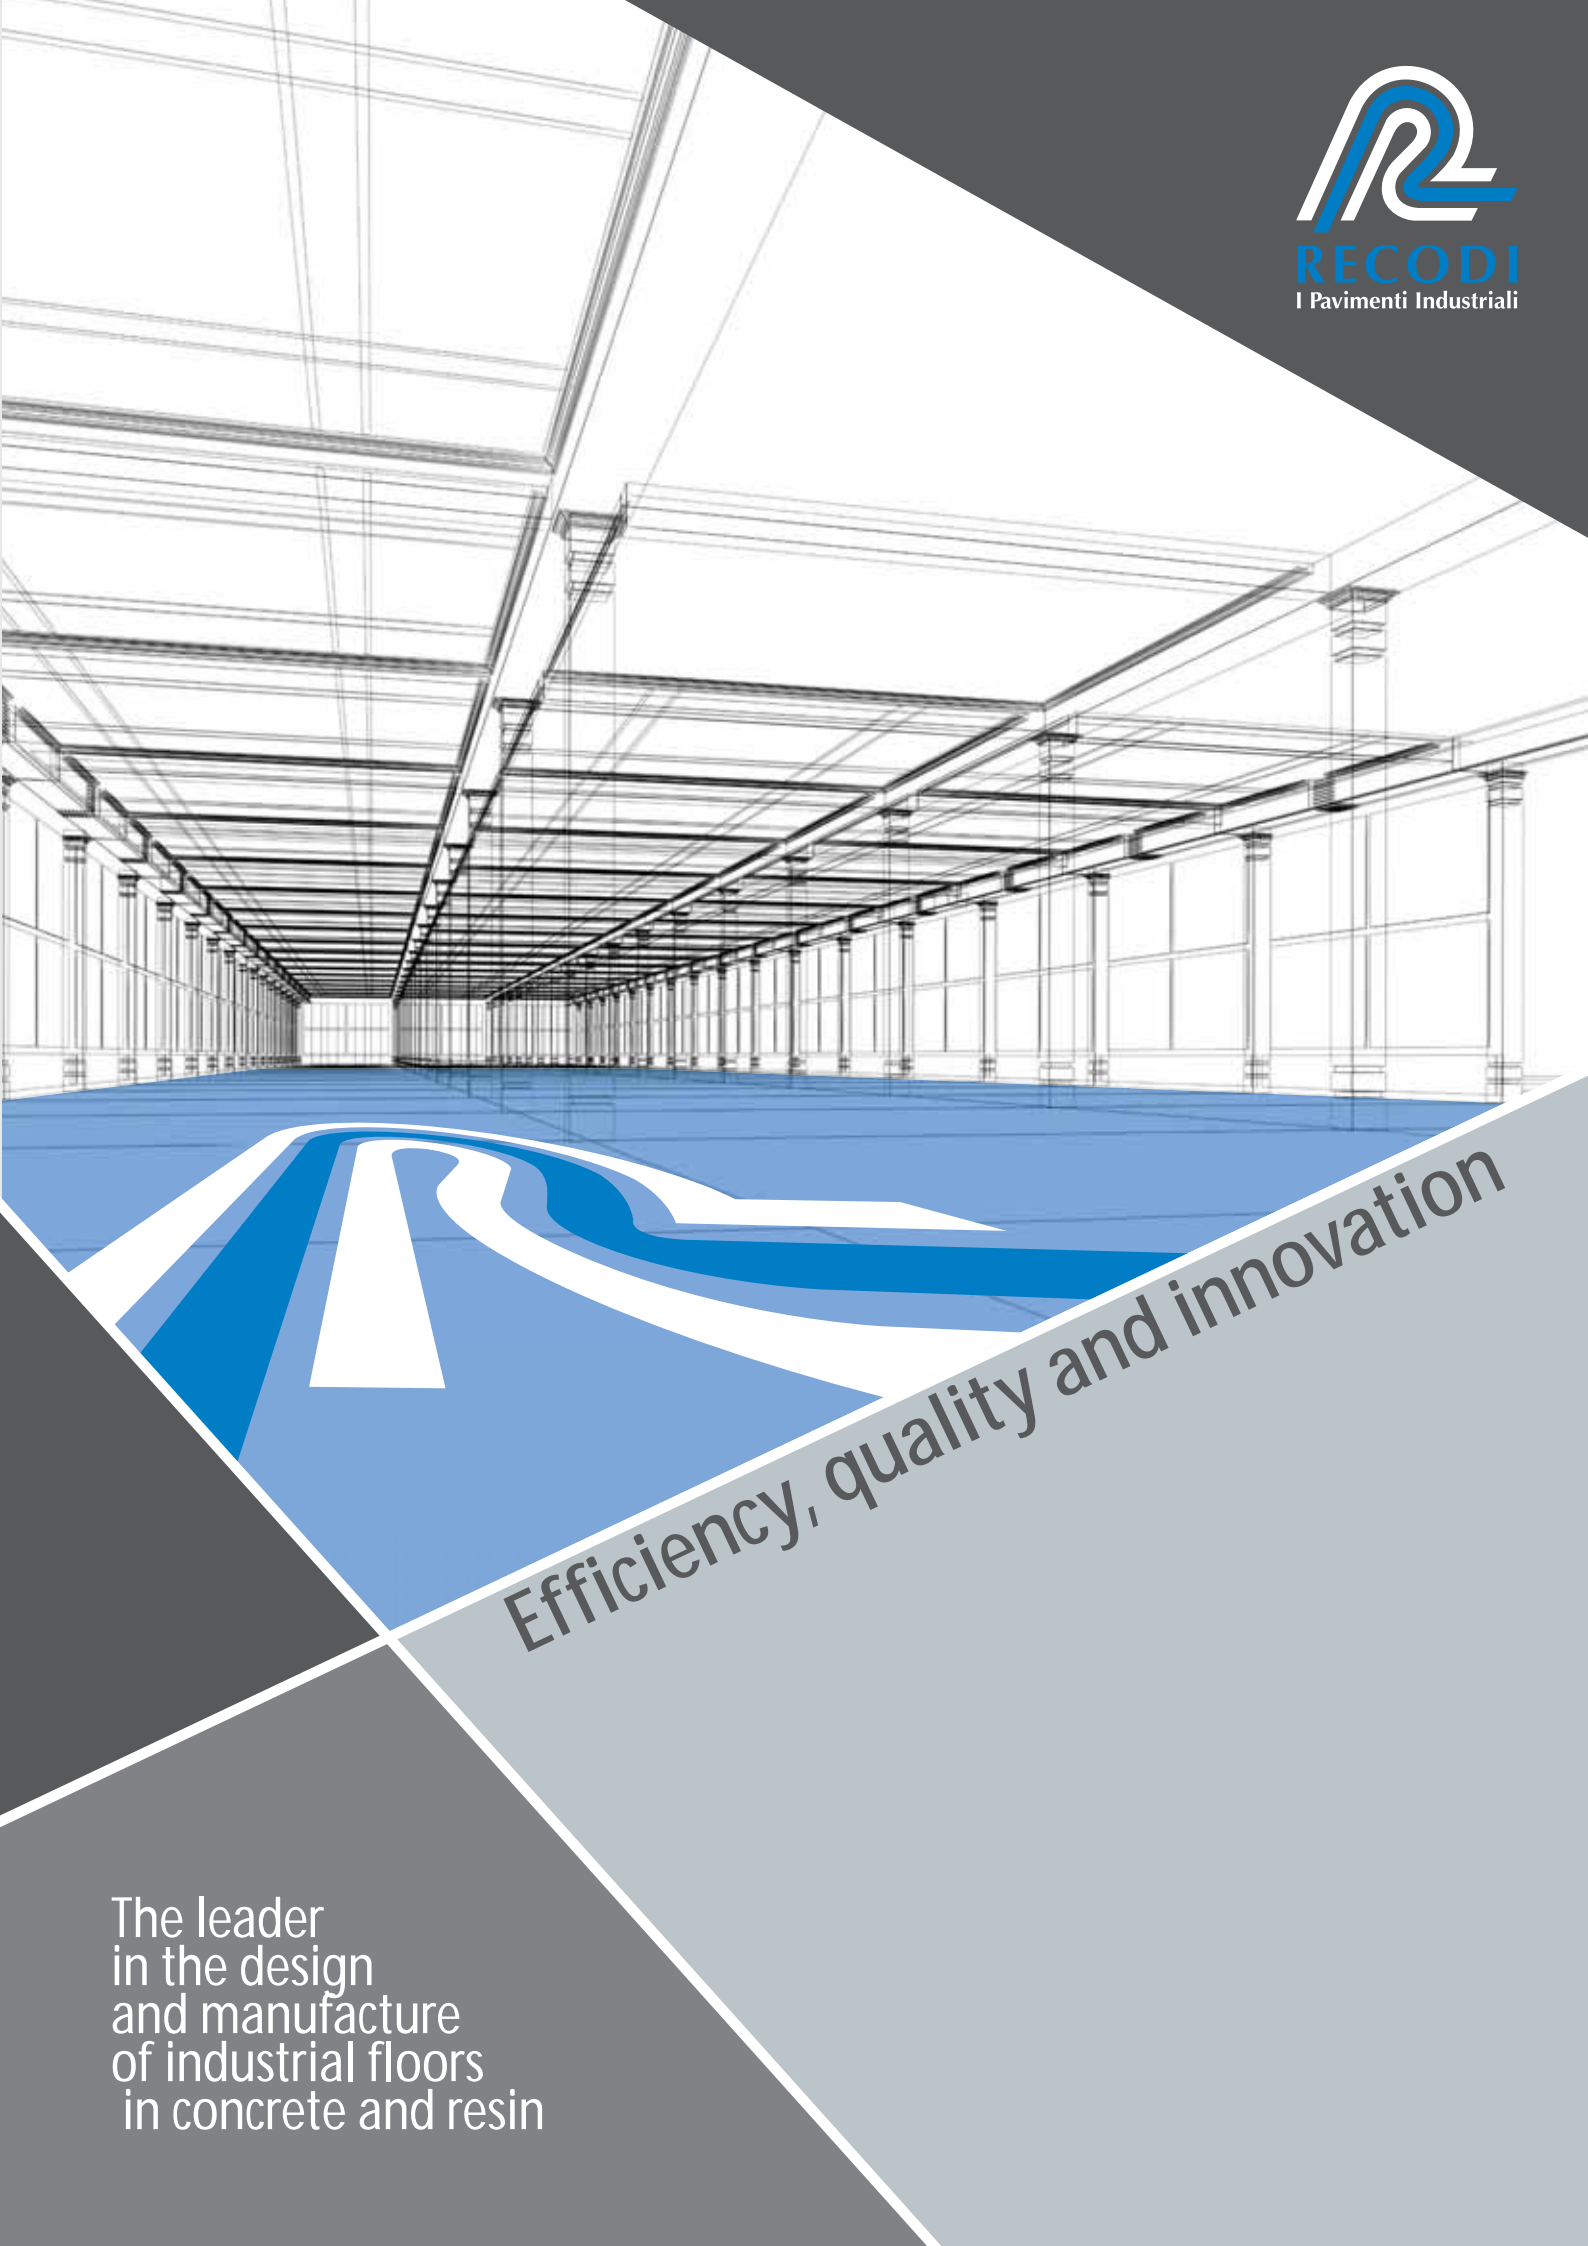 RECODI
I Pavimenti Industriali
Efficiency, quality and innovation
The leader
in the design
and manufacture
of industrial floors
in concrete and resin